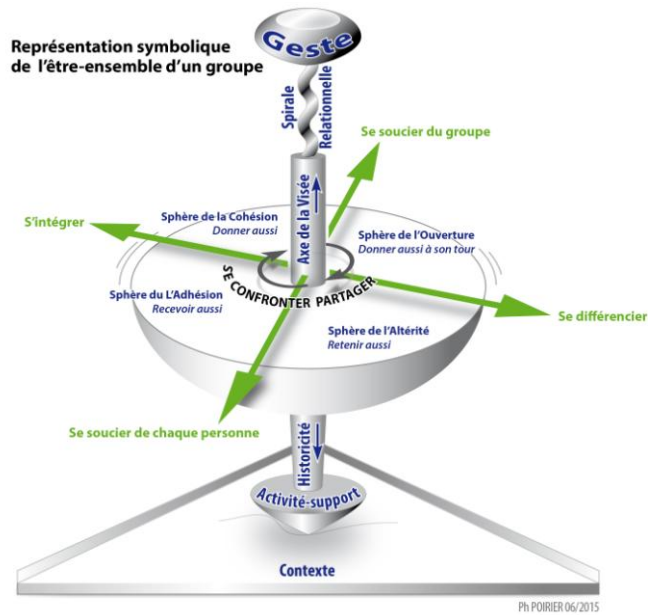 Représentation symbolique
de l'être-ensemble d'un groupe
Geste
Spirale
Relationnelle
Se soucier du groupe
Axe de la Visée
S'intégrer
Sphère de la Cohésion
Donner aussi
Sphère de l'Ouverture
Donner aussi à son tour
SE CONFRONTER PARTAGER
Sphère du L'Adhésion
Recevoir aussi
Sphère de l'Altérité
Retenir aussi
Se différencier
Se soucier de chaque personne
Historicité
Activité-support
Contexte
Ph POIRIER 06/2015